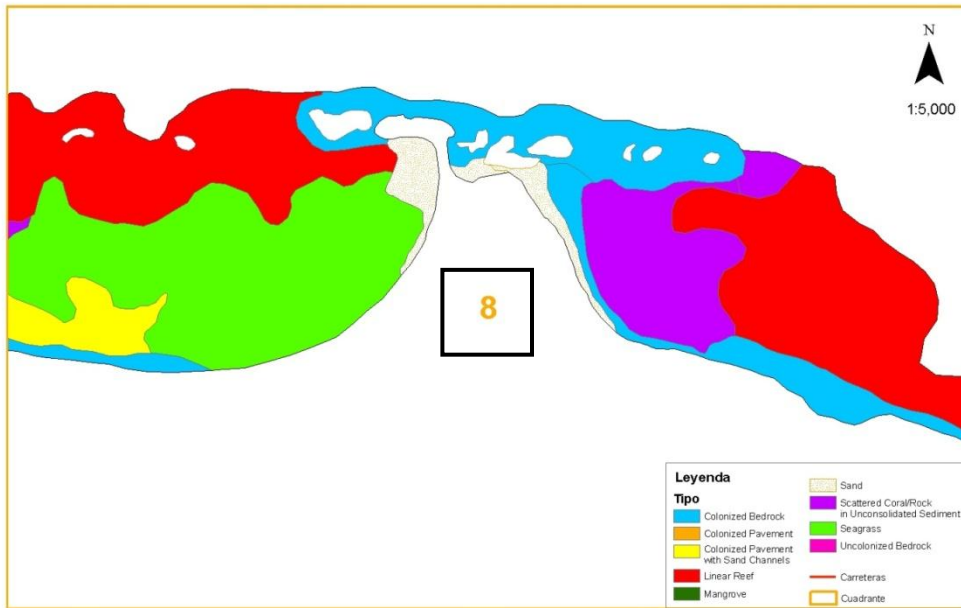 N
1:5,000
8
Leyenda
Tipo
Colonized Bedrock
Colonized Pavement
Colonized Pavement
with Sand Channels
Linear Reef
Mangrove
Sand
Scattered Coral/Rock
in Unconsolidated Sediment
Seagrass
Uncolonized Bedrock
Carreteras
Cuadrante